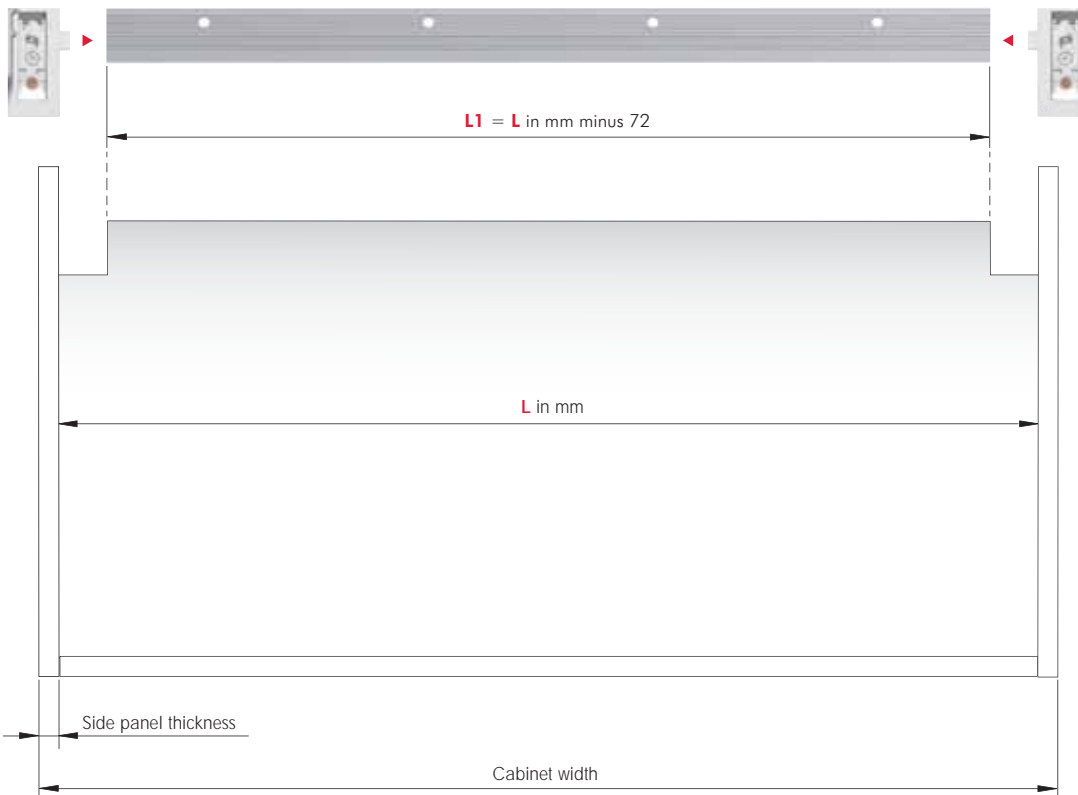 L1 = L in mm minus 72
L in mm
Side panel thickness
Cabinet width